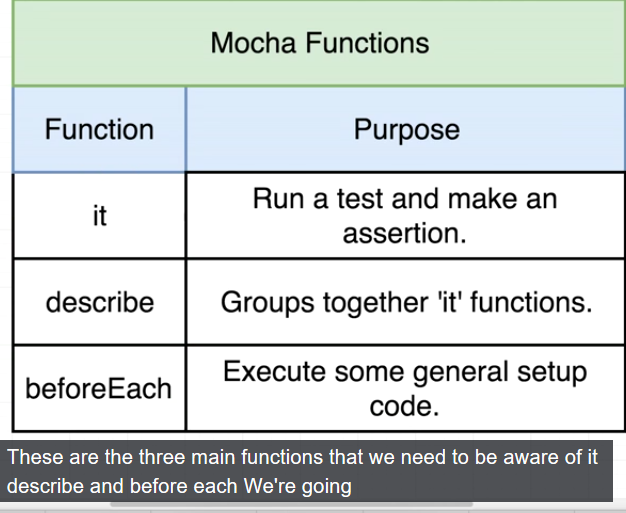 Mocha Functions
Function Purpose
it Run a test and make an
assertion.
describe Groups together 'it' functions.
beforeEach Execute some general setup
code.
These are the three main functions that we need to be aware of it
describe and before each We're going